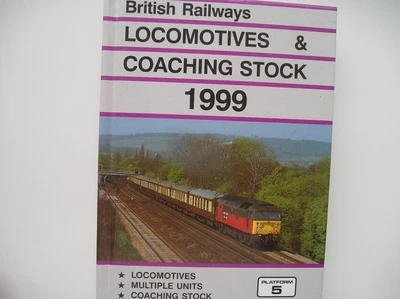 British Railways
LOCOMOTIVES &
COACHING STOCK
1999
★ LOCOMOTIVES
★ MULTIPLE UNITS
★ COACHING STOCK
PLATFORM
5